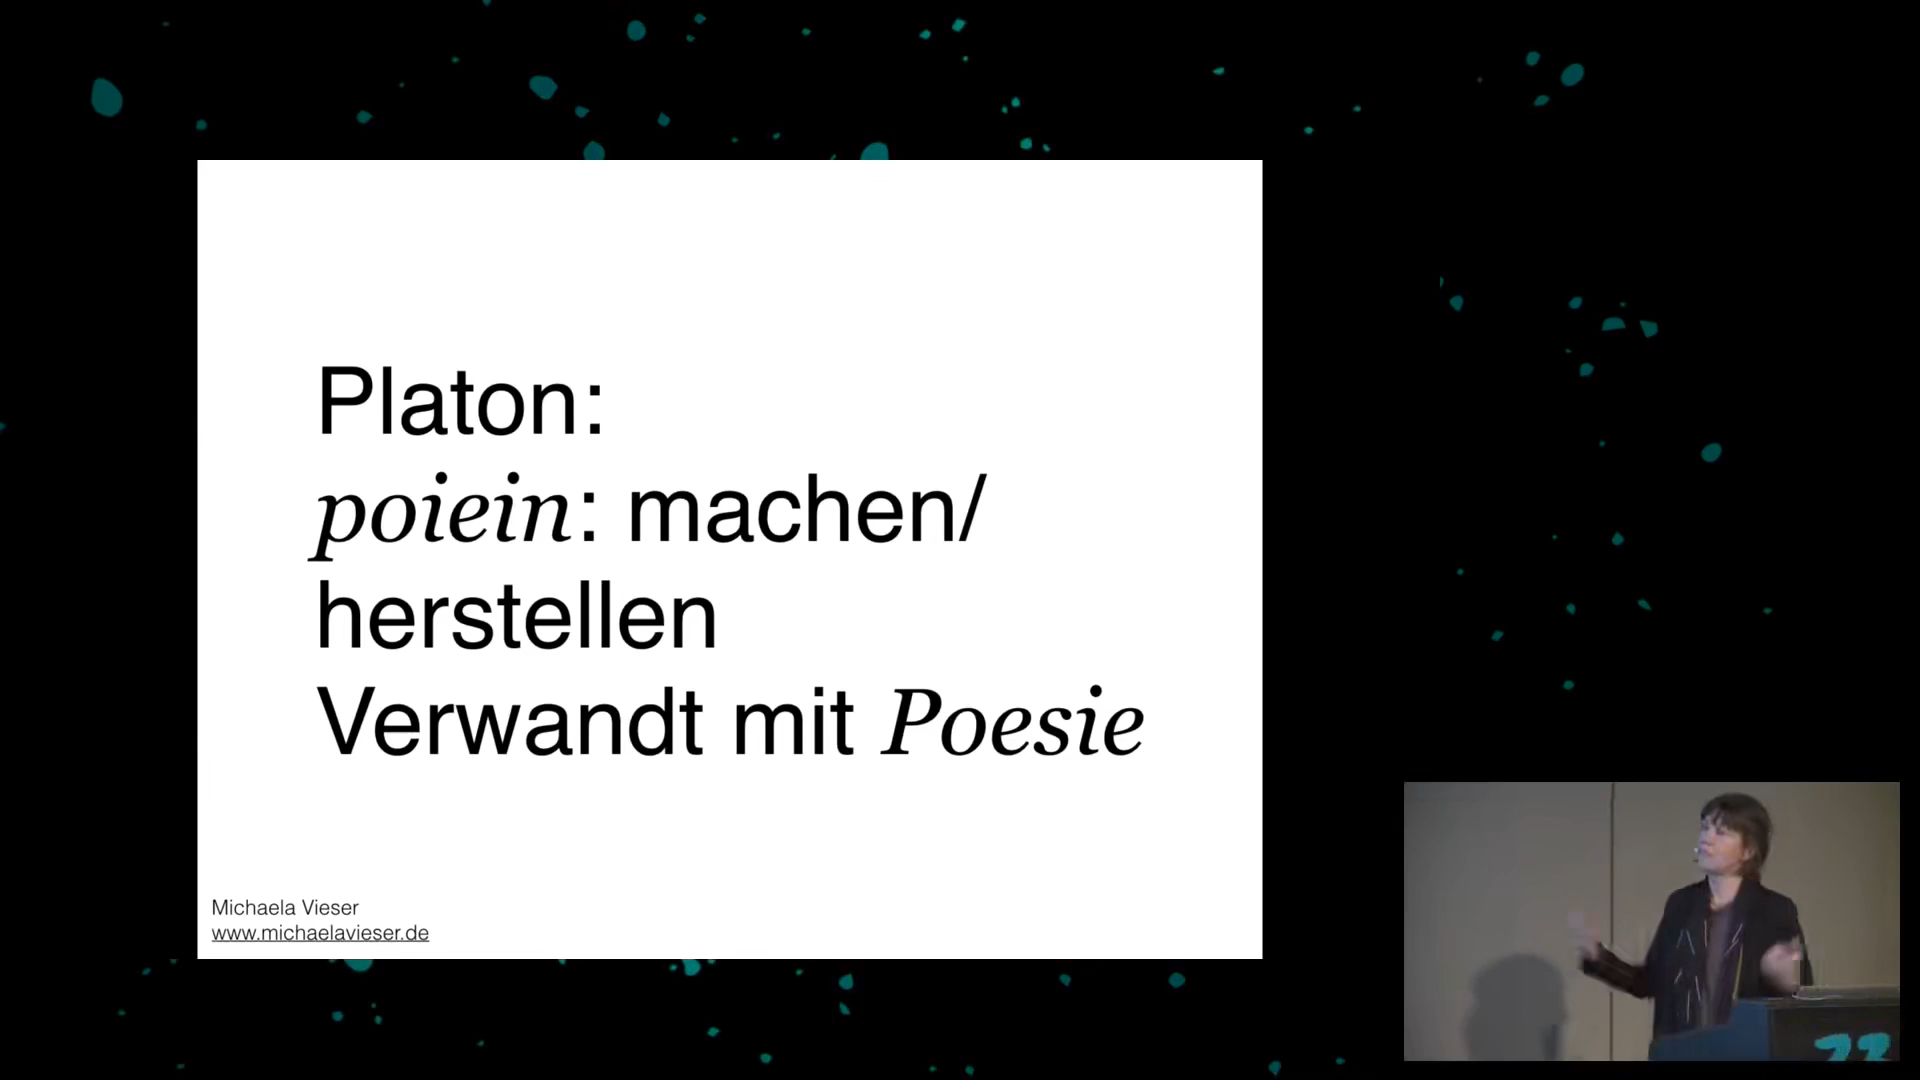 Platon:
poiein: machen/
herstellen
Verwandt mit Poesie
Michaela Vieser
www.michaelavieser.de